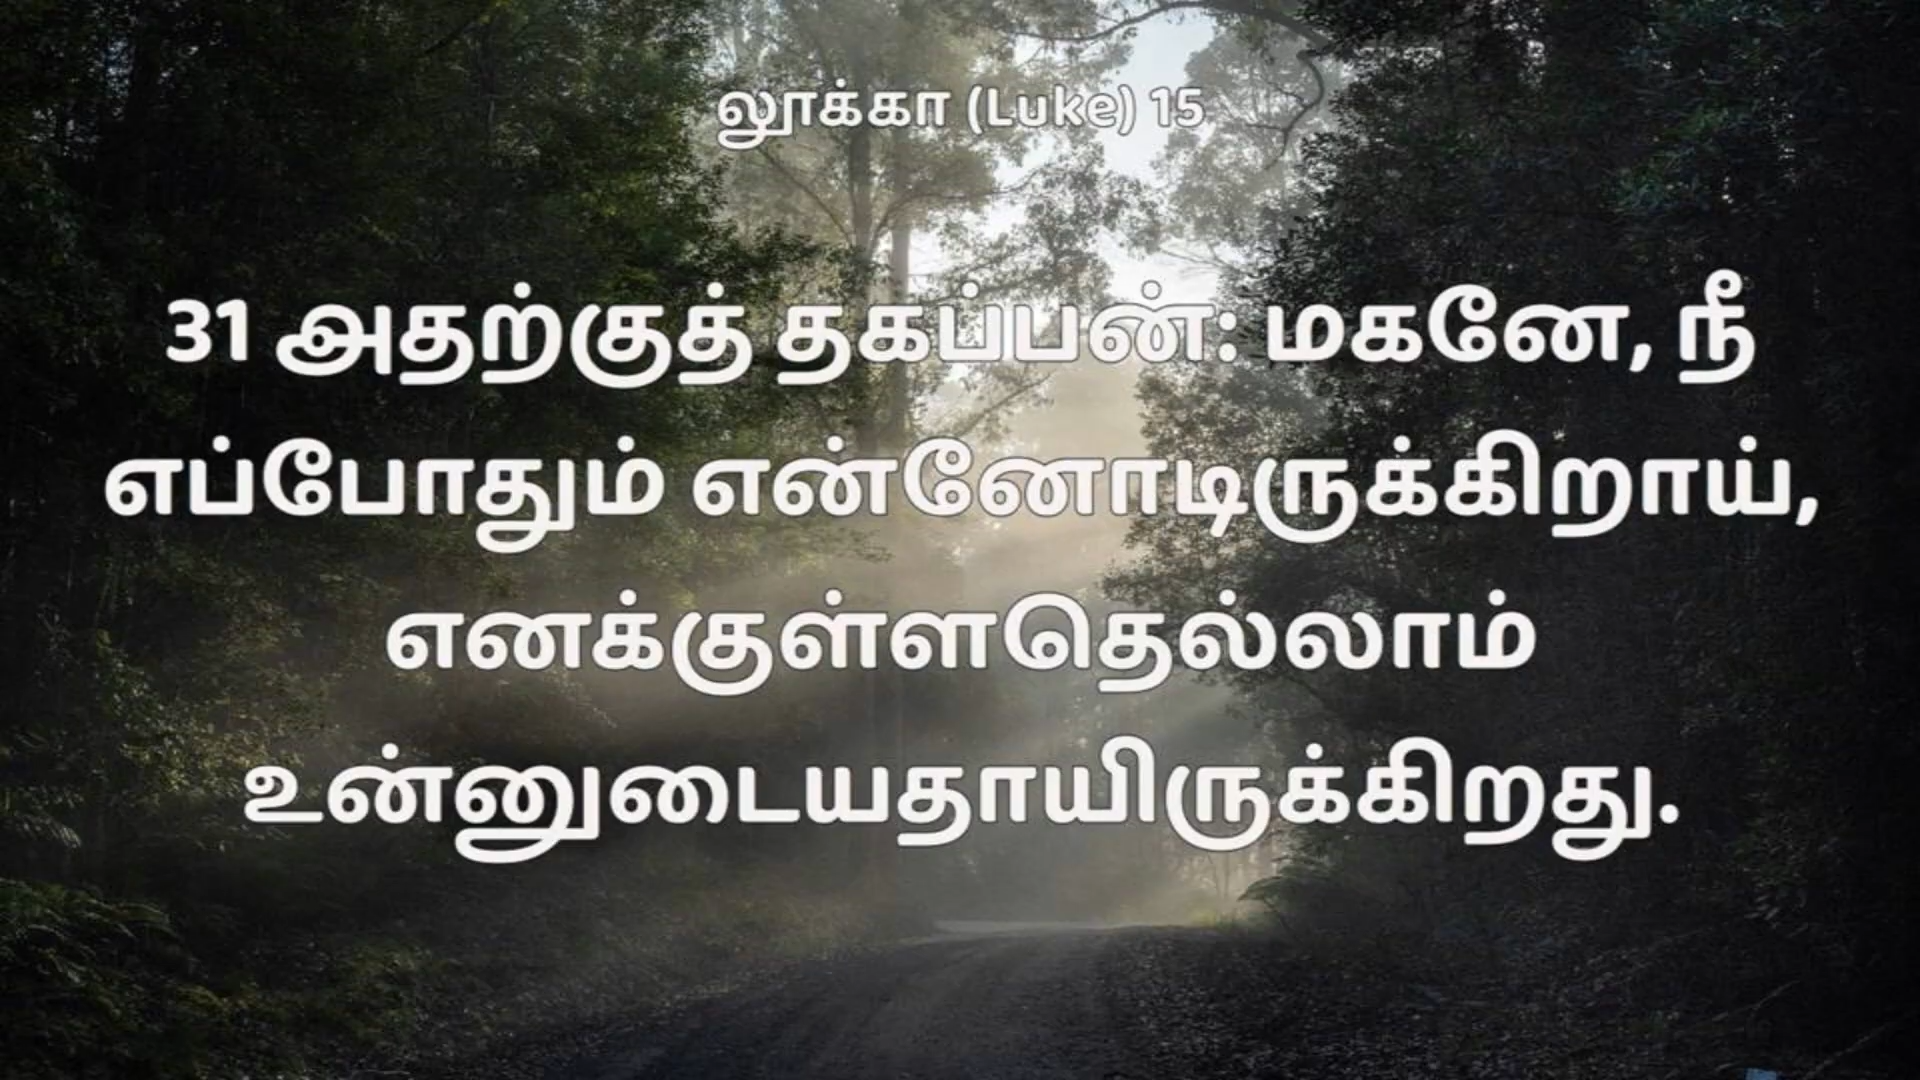 லூக்கா (Luke) 15
31 அதற்குத் தகப்பன்: மகனே, நீ
எப்போதும் என்னோடிருக்கிறாய்,
எனக்குள்ளதெல்லாம்
உன்னுடையதாயிருக்கிறது.